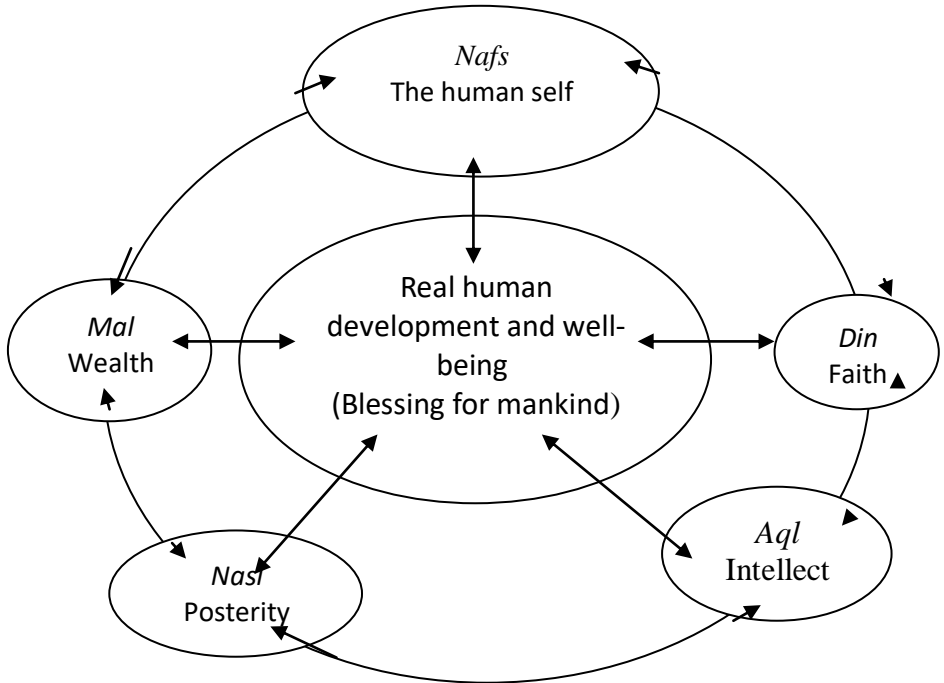 Nafs
The human self
Real human
development and well-
being
(Blessing for mankind)
Mal
Wealth
Din
Faith
Nasl
Posterity
Aql
Intellect